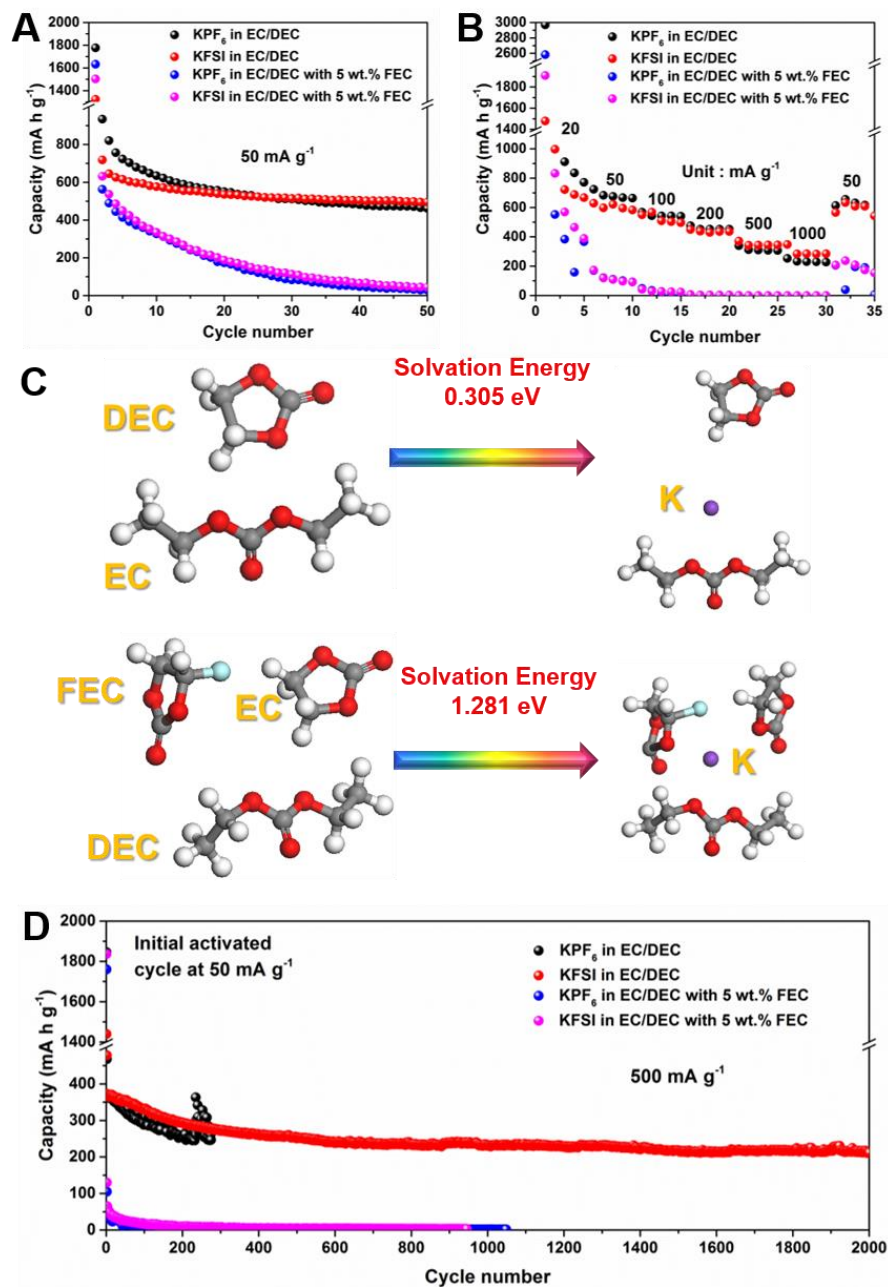 A
KPF6 in EC/DEC
KFSI in EC/DEC
KPF6 in EC/DEC with 5 wt.% FEC
KFSI in EC/DEC with 5 wt.% FEC
50 mA g-1
Capacity (mA h g-1)
2000
1800
1600
1400
800
600
400
200
0
0
10
20
30
40
50
Cycle number
B
KPF6 in EC/DEC
KFSI in EC/DEC
KPF6 in EC/DEC with 5 wt.% FEC
KFSI in EC/DEC with 5 wt.% FEC
20
50
Unit : mA g-1
100
200
500
1000
50
Capacity (mA h g-1)
3000
2800
2600
2400
2200
2000
1800
1600
1400
1200
1000
800
600
400
200
0
0
5
10
15
20
25
30
35
Cycle number
C
DEC
EC
Solvation Energy
0.305 eV
K
FEC
EC
DEC
Solvation Energy
1.281 eV
K
D
Initial activated
cycle at 50 mA g-1
KPF6 in EC/DEC
KFSI in EC/DEC
KPF6 in EC/DEC with 5 wt.% FEC
KFSI in EC/DEC with 5 wt.% FEC
500 mA g-1
Capacity (mA h g-1)
2000
1800
1600
1400
400
300
200
100
0
0
200
400
600
800
1000
1200
1400
1600
1800
2000
Cycle number